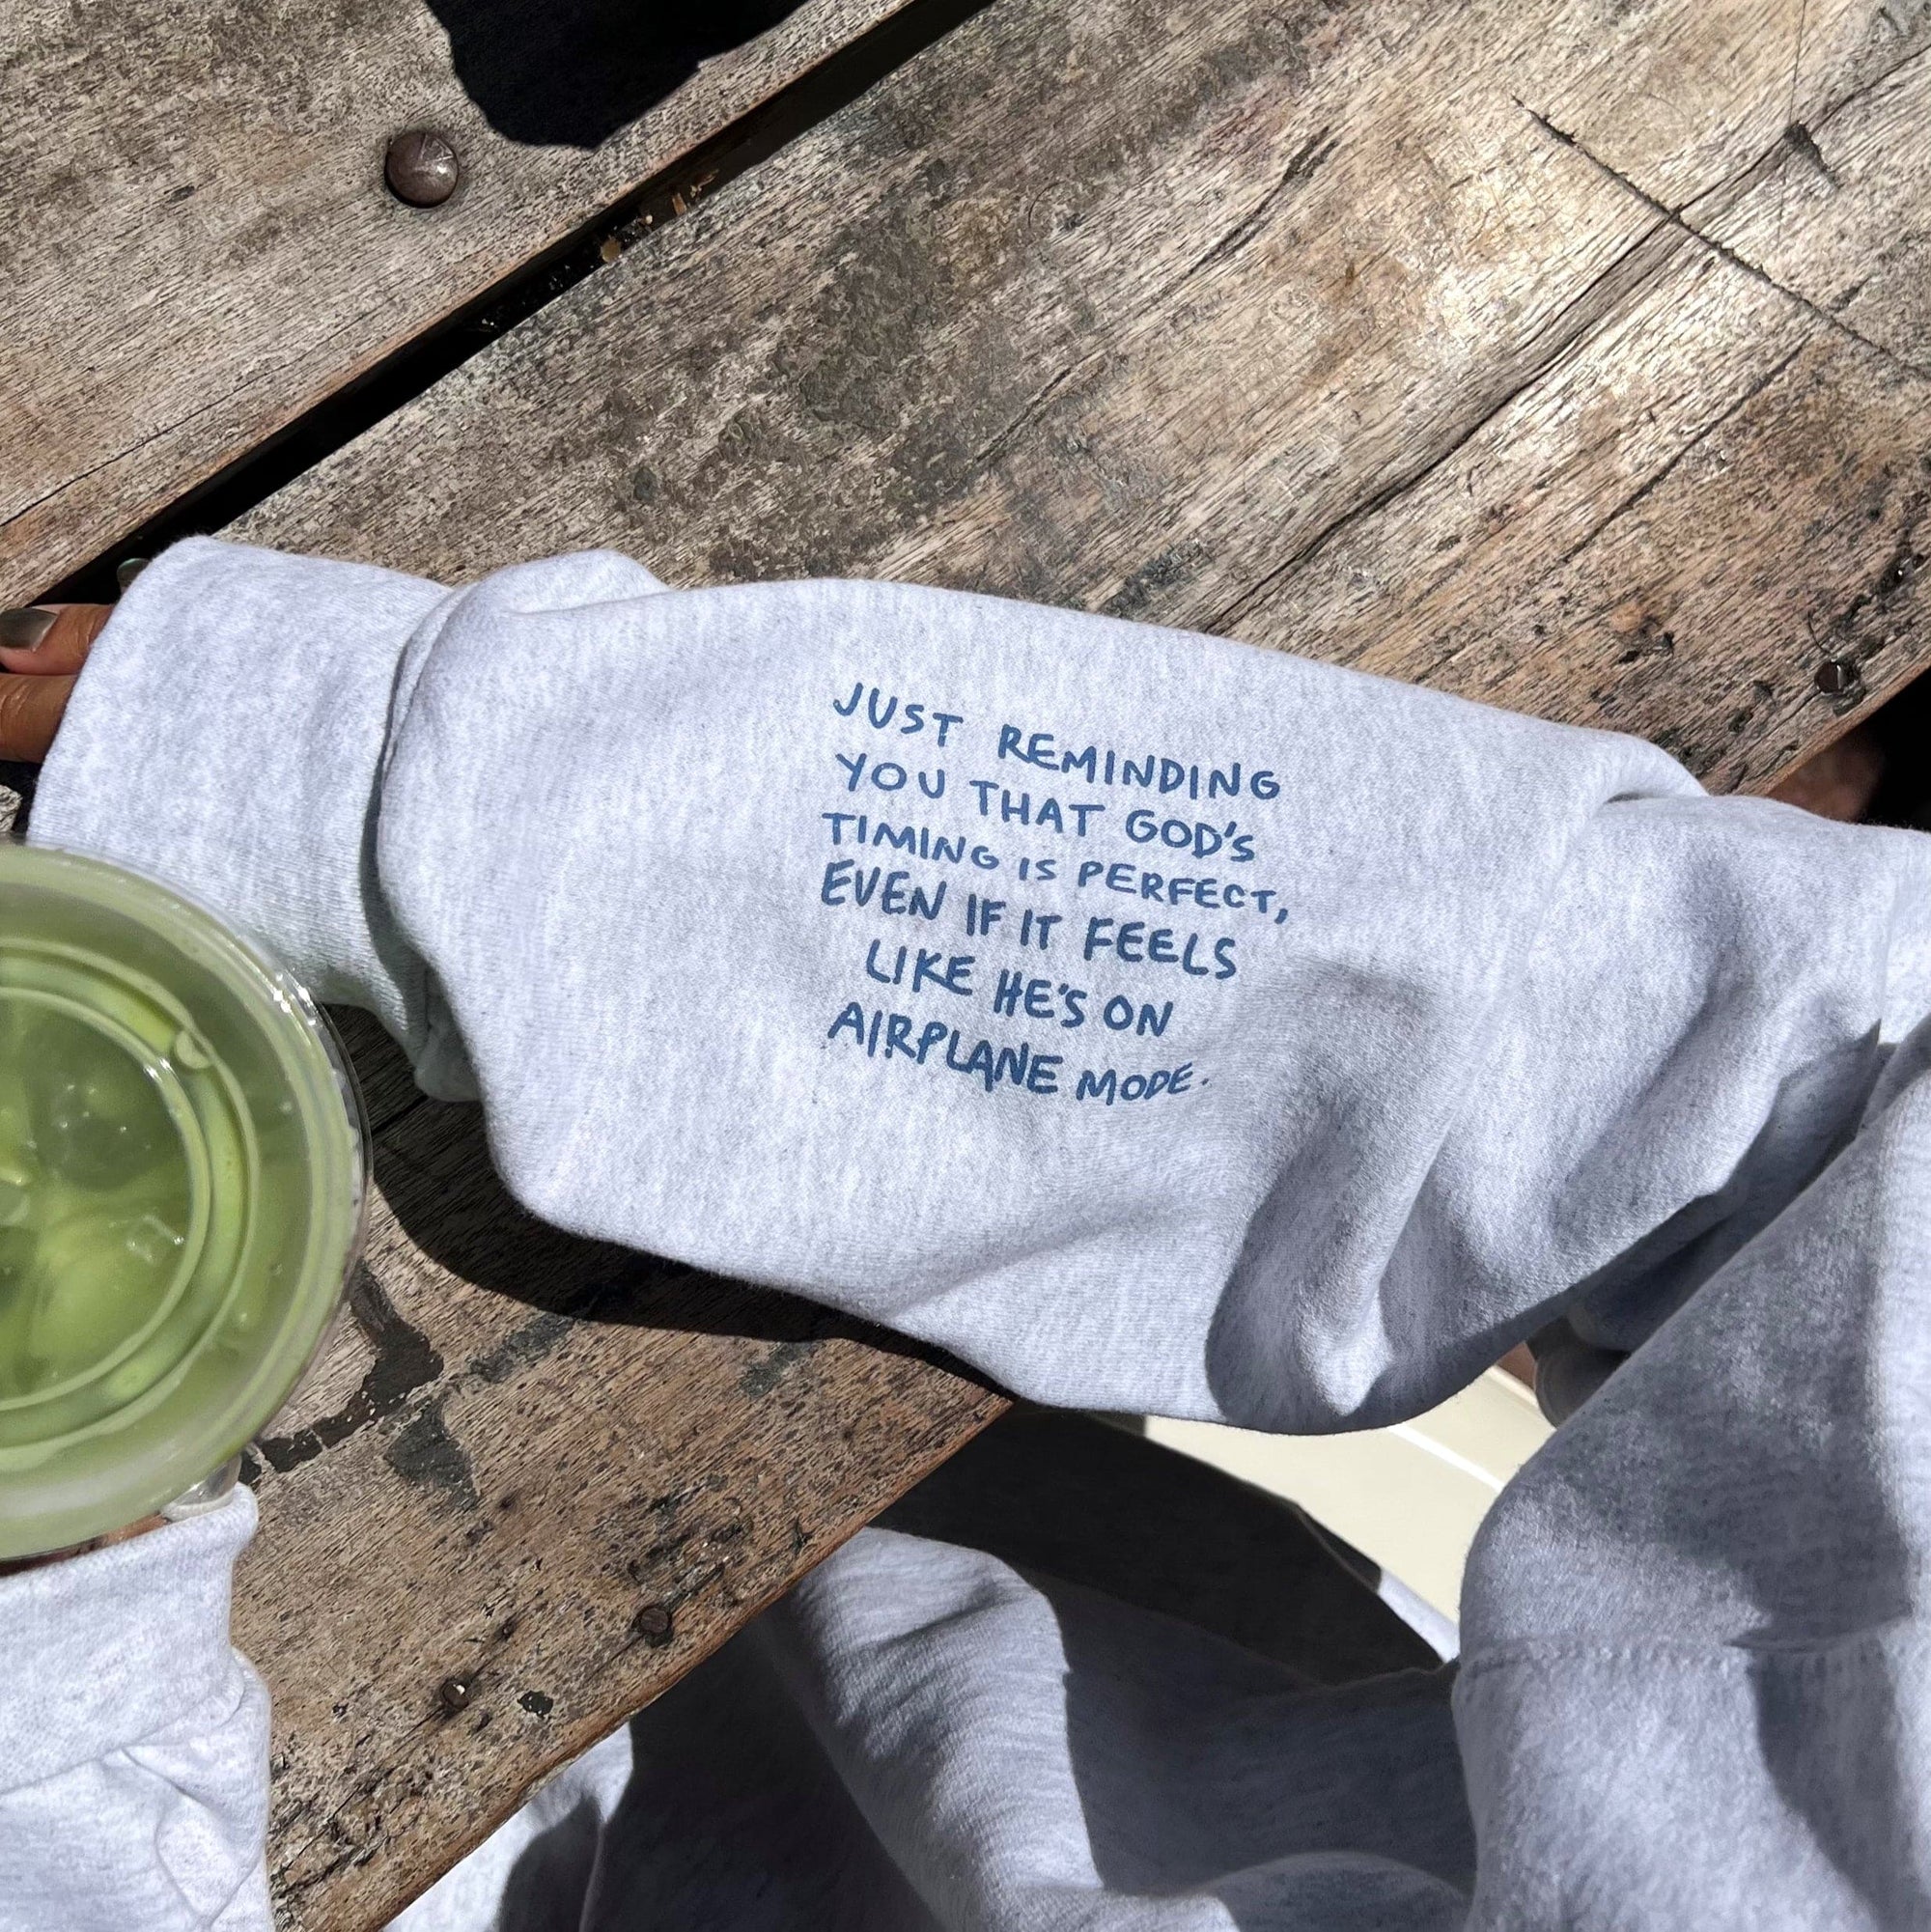 JUST REMINDING
YOU THAT GOD'S
TIMING IS PERFECT,
EVEN IF IT FEELS
LIKE HE'S ON
AIRPLANE MODE.